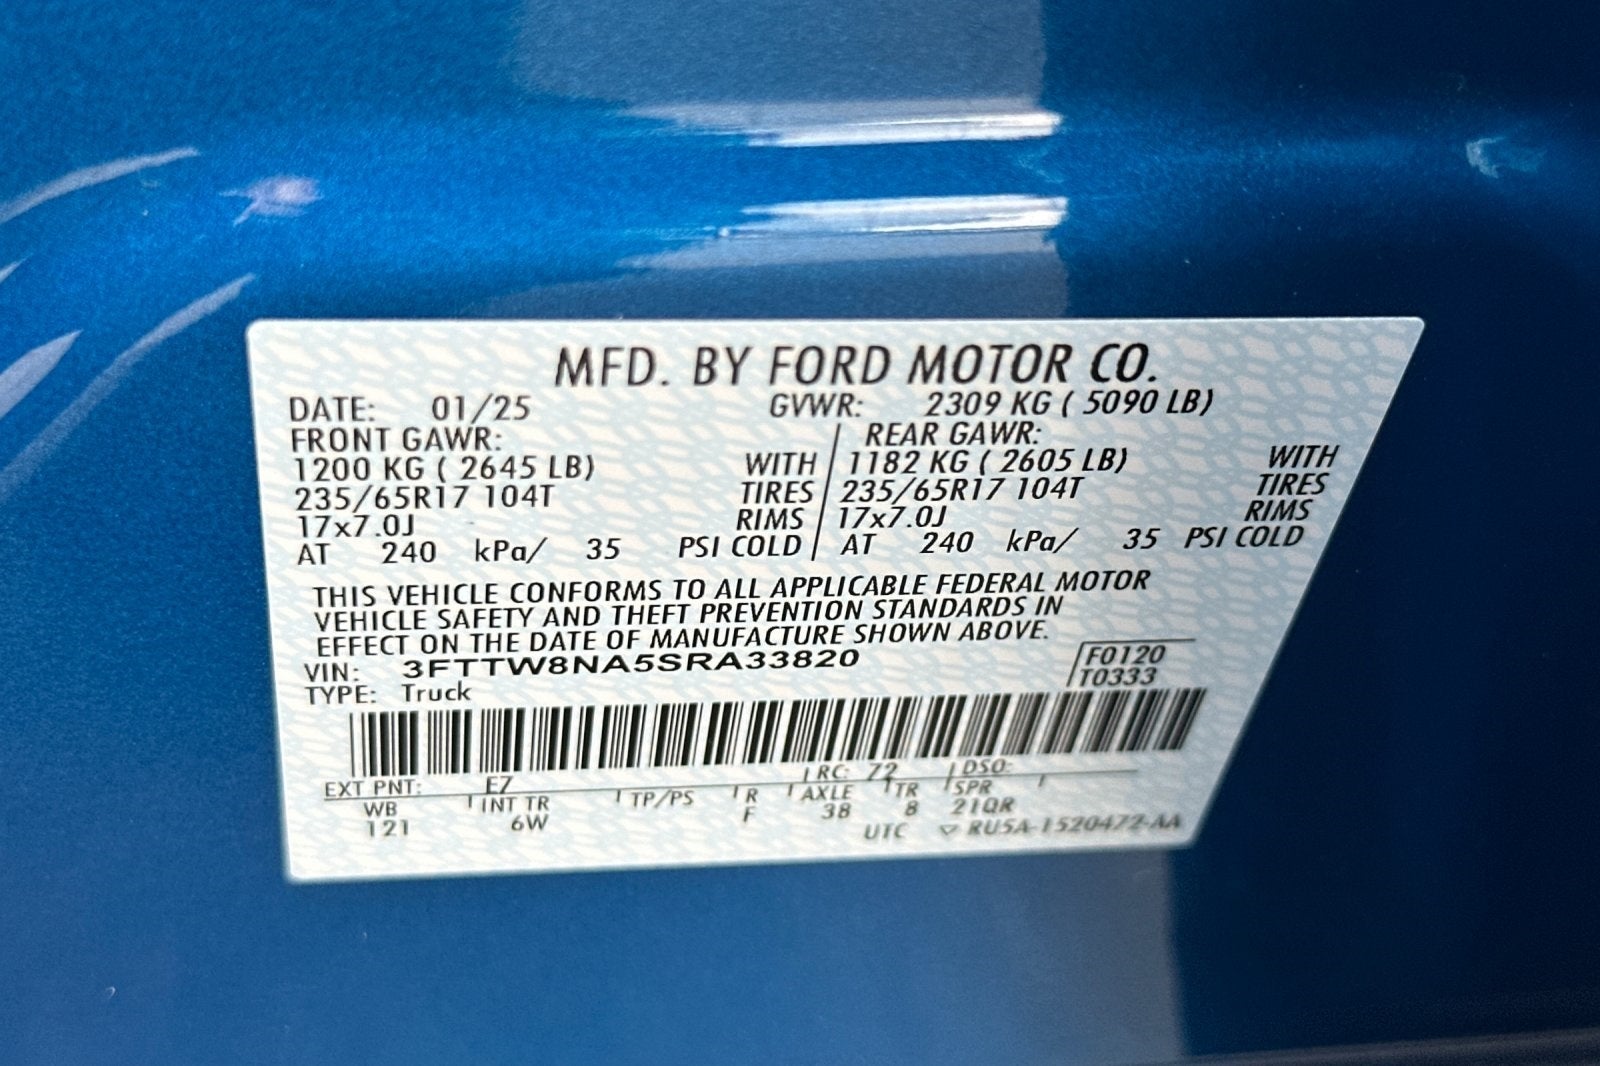 MFD. BY FORD MOTOR CO.
DATE: 01/25 GVWR: 2309 KG ( 5090 LB)
FRONT GAWR: REAR GAWR:
1200 KG ( 2645 LB) WITH 1182 KG ( 2605 LB) WITH
235/65R17 104T TIRES 235/65R17 104T TIRES
17x7.0J RIMS 17x7.0J RIMS
AT 240 kPa/ 35 PSI COLD AT 240 kPa/ 35 PSI COLD
THIS VEHICLE CONFORMS TO ALL APPLICABLE FEDERAL MOTOR
VEHICLE SAFETY AND THEFT PREVENTION STANDARDS IN
EFFECT ON THE DATE OF MANUFACTURE SHOWN ABOVE.
VIN: 3FTTW8NA5SRA33820 F0120
TYPE: Truck T0333
EXT PNT: E7 RC: 72 DSO:
WB INT TR TP/PS R AXLE TR SPR
121 6W F 38 8 21QR
UTC ▽ RU5A-1520472-AA